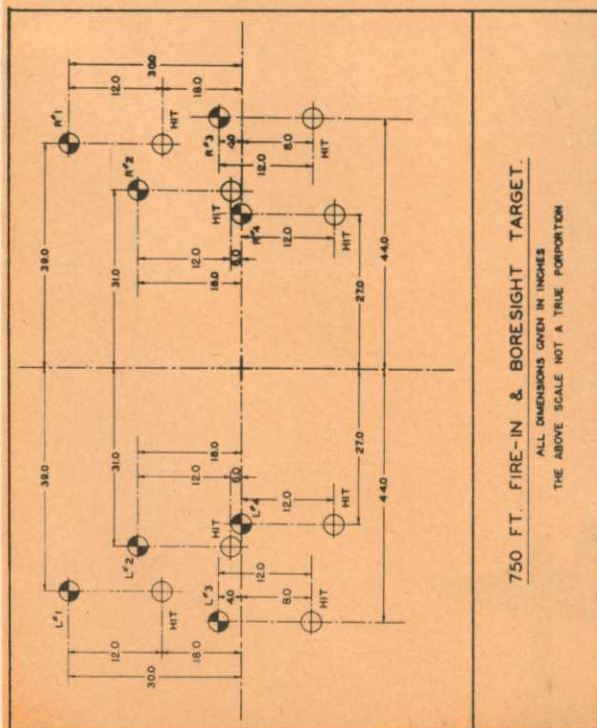 30.0
12.0
18.0
R#1
HIT
R#3
4.0
8.0
HIT
12.0
R#2
HIT
R#4
12.0
6.0
18.0
12.0
HIT
39.0
31.0
27.0
44.0
39.0
31.0
27.0
44.0
18.0
12.0
6.0
L#2
HIT
L#4
12.0
HIT
L#1
HIT
L#3
12.0
4.0
8.0
HIT
12.0
18.0
30.0
750 FT. FIRE-IN & BORESIGHT TARGET.
ALL DIMENSIONS GIVEN IN INCHES
THE ABOVE SCALE NOT A TRUE PORPORTION